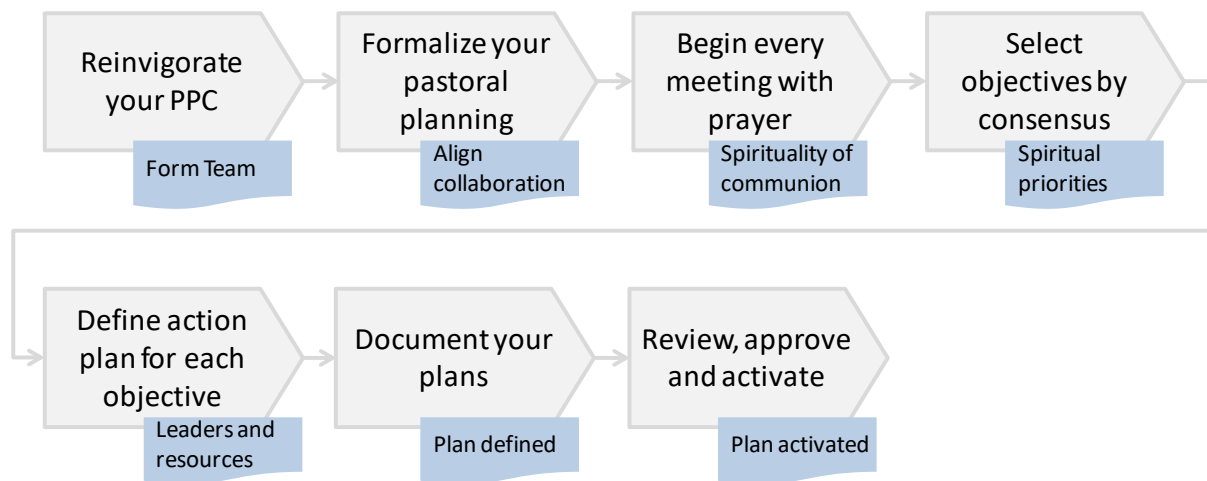 Reinvigorate
your PPC
Form Team
Formalize your
pastoral
planning
Align
collaboration
Begin every
meeting with
prayer
Spirituality of
communion
Select
objectives by
consensus
Spiritual
priorities
Define action
plan for each
objective
Leaders and
resources
Document your
plans
Plan defined
Review, approve
and activate
Plan activated